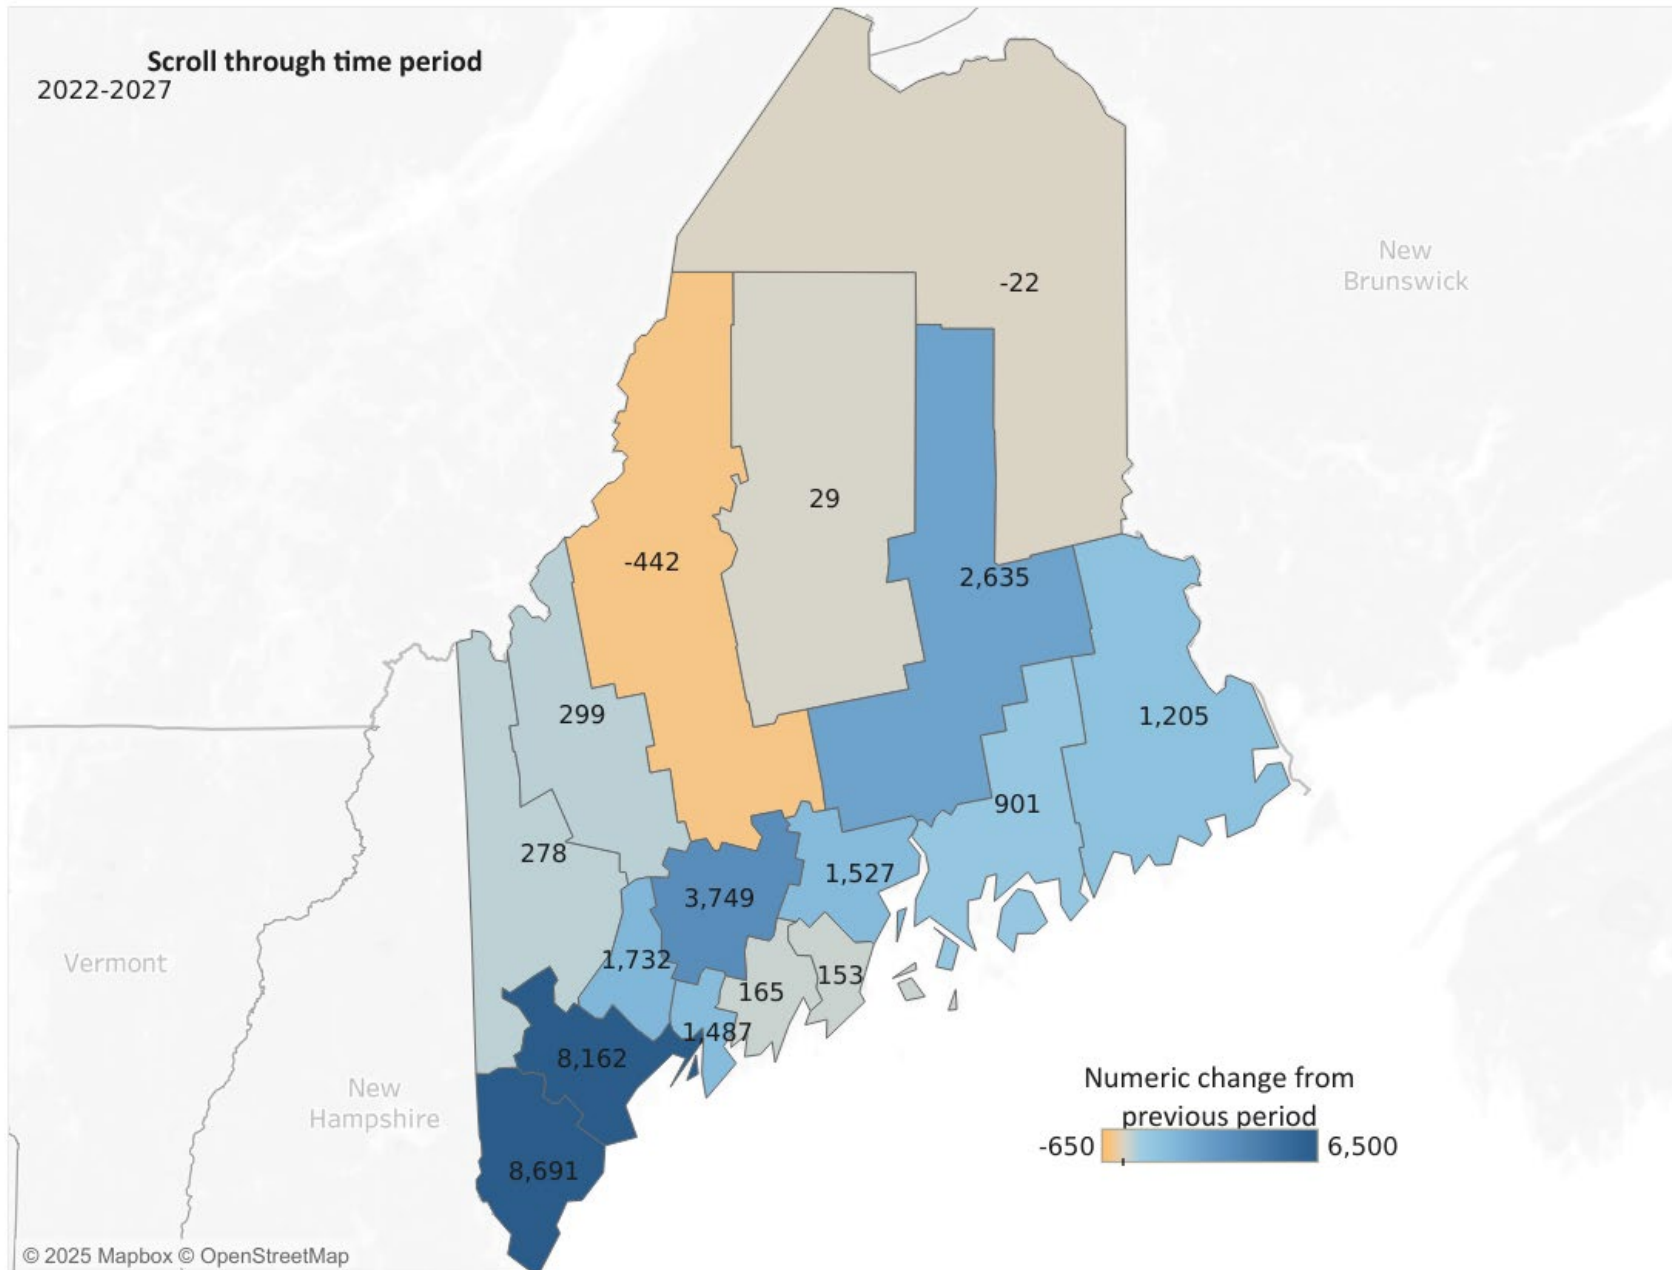 Scroll through time period
2022-2027
New
Brunswick
-22
29
-442
2,635
299
1,205
901
278
1,527
3,749
1,732
153
165
1,487
8,162
8,691
Vermont
New
Hampshire
Numeric change from
previous period
-650
6,500
© 2025 Mapbox © OpenStreetMap